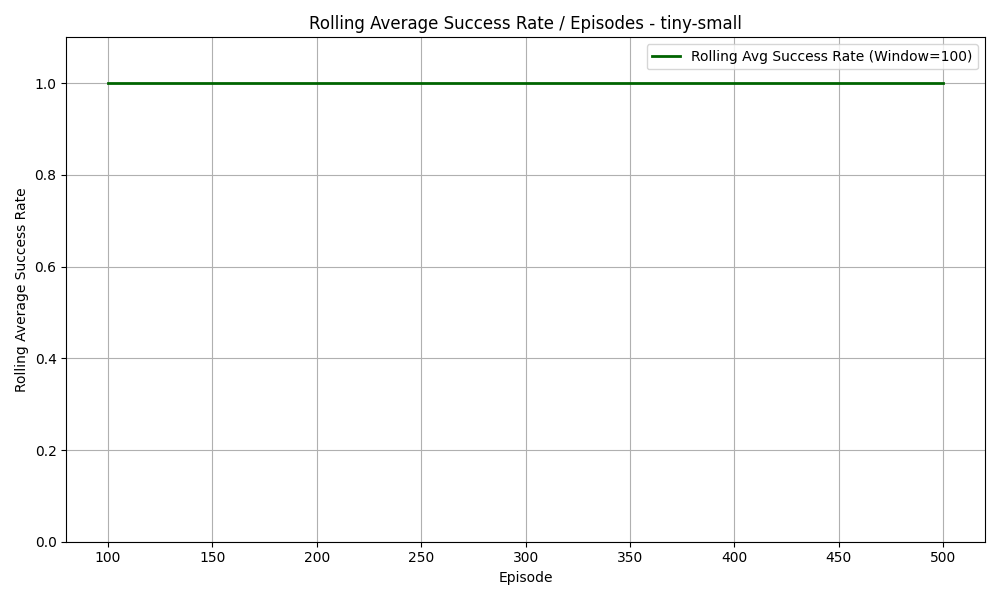 Rolling Average Success Rate / Episodes - tiny-small
Rolling Avg Success Rate (Window=100)
Rolling Average Success Rate
1.0
0.8
0.6
0.4
0.2
0.0
100 150 200 250 300 350 400 450 500
Episode